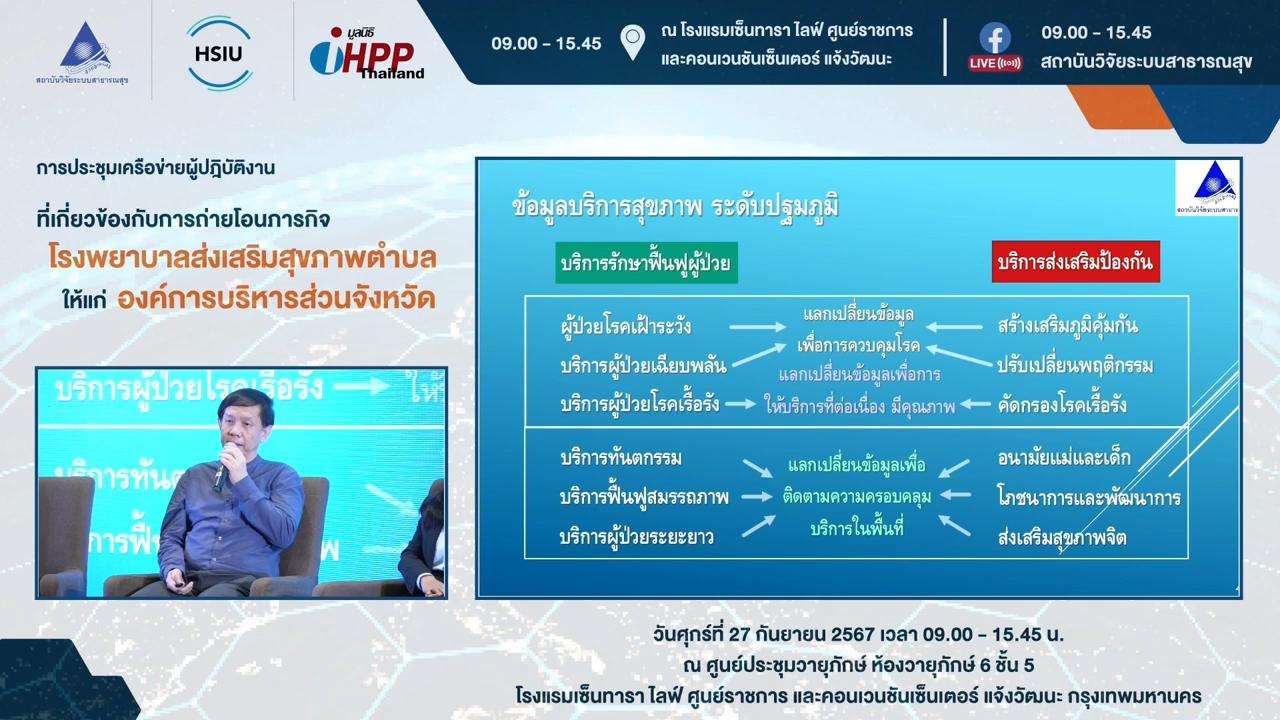 สถาบันวิจัยระบบสาธารณสุข
HSIU
มูลนิธิ
iHPP
Thailand
09.00 - 15.45
ณ โรงแรมเซ็นทารา ไลฟ์ ศูนย์ราชการ
และคอนเวนชันเซ็นเตอร์ แจ้งวัฒนะ
LIVE
09.00 - 15.45
สถาบันวิจัยระบบสาธารณสุข
การประชุมเครือข่ายผู้ปฏิบัติงาน
ที่เกี่ยวข้องกับการถ่ายโอนภารกิจ
โรงพยาบาลส่งเสริมสุขภาพตำบล
ให้แก่ องค์การบริหารส่วนจังหวัด
บริการผู้ป่วยโรคเรื้อรัง
ข้อมูลบริการสุขภาพ ระดับปฐมภูมิ
สถาบันวิจัยระบบสาธาร
บริการรักษาฟื้นฟูผู้ป่วย
บริการส่งเสริมป้องกัน
ผู้ป่วยโรคเฝ้าระวัง
บริการผู้ป่วยเฉียบพลัน
บริการผู้ป่วยโรคเรื้อรัง
แลกเปลี่ยนข้อมูล
เพื่อการควบคุมโรค
แลกเปลี่ยนข้อมูลเพื่อการ
ให้บริการที่ต่อเนื่อง มีคุณภาพ
สร้างเสริมภูมิคุ้มกัน
ปรับเปลี่ยนพฤติกรรม
คัดกรองโรคเรื้อรัง
บริการทันตกรรม
บริการฟื้นฟูสมรรถภาพ
บริการผู้ป่วยระยะยาว
แลกเปลี่ยนข้อมูลเพื่อ
ติดตามความครอบคลุม
บริการในพื้นที่
อนามัยแม่และเด็ก
โภชนาการและพัฒนาการ
ส่งเสริมสุขภาพจิต
วันศุกร์ที่ 27 กันยายน 2567 เวลา 09.00 - 15.45 น.
ณ ศูนย์ประชุมวายุภักษ์ ห้องวายุภักษ์ 6 ชั้น 5
โรงแรมเซ็นทารา ไลฟ์ ศูนย์ราชการ และคอนเวนชันเซ็นเตอร์ แจ้งวัฒนะ กรุงเทพมหานคร